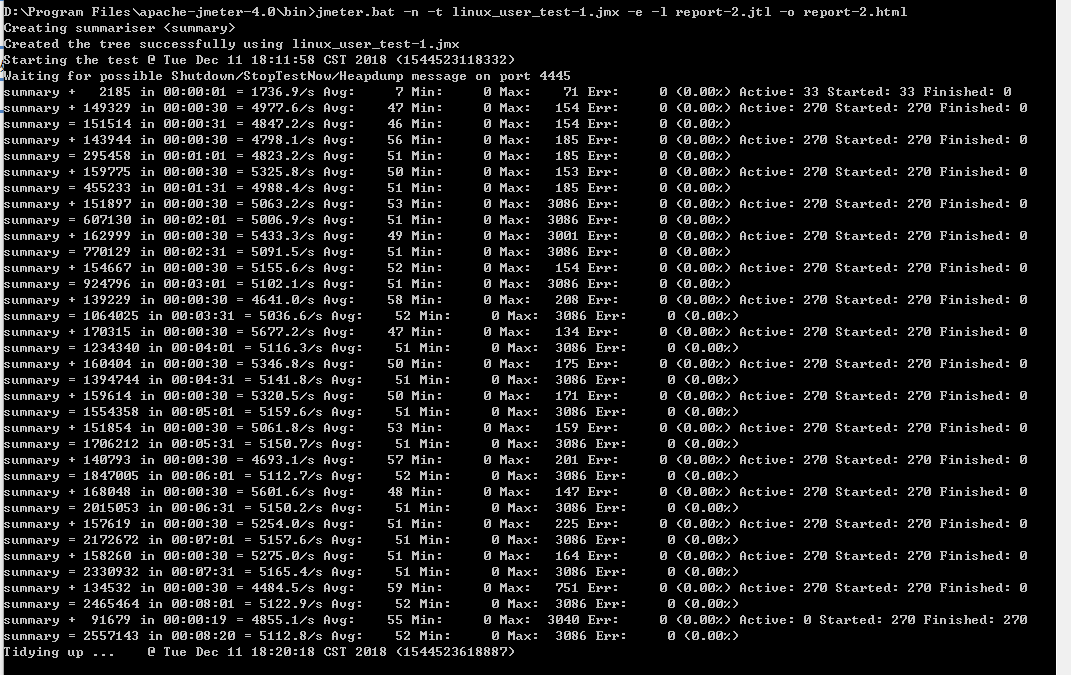 D:\Program Files\apache-jmeter-4.0\bin>jmeter.bat -n -t linux_user_test-1.jmx -e -l report-2.jtl -o report-2.html
Creating summariser <summary>
Created the tree successfully using linux_user_test-1.jmx
Starting the test @ Tue Dec 11 18:11:58 CST 2018 (1544523118332)
Waiting for possible Shutdown/StopTestNow/Heapdump message on port 4445
summary +   2185 in 00:00:01 = 1736.9/s Avg:     7 Min:     0 Max:    71 Err:     0 (0.00%) Active: 33 Started: 33 Finished: 0
summary + 149329 in 00:00:30 = 4977.6/s Avg:    47 Min:     0 Max:   154 Err:     0 (0.00%) Active: 270 Started: 270 Finished: 0
summary = 151514 in 00:00:31 = 4847.2/s Avg:    46 Min:     0 Max:   154 Err:     0 (0.00%)
summary + 143944 in 00:00:30 = 4798.1/s Avg:    56 Min:     0 Max:   185 Err:     0 (0.00%) Active: 270 Started: 270 Finished: 0
summary = 295458 in 00:01:01 = 4823.2/s Avg:    51 Min:     0 Max:   185 Err:     0 (0.00%)
summary + 159775 in 00:00:30 = 5325.8/s Avg:    50 Min:     0 Max:   153 Err:     0 (0.00%) Active: 270 Started: 270 Finished: 0
summary = 455233 in 00:01:31 = 4988.4/s Avg:    51 Min:     0 Max:   185 Err:     0 (0.00%)
summary + 151897 in 00:00:30 = 5063.2/s Avg:    53 Min:     0 Max:  3086 Err:     0 (0.00%) Active: 270 Started: 270 Finished: 0
summary = 607130 in 00:02:01 = 5006.9/s Avg:    51 Min:     0 Max:  3086 Err:     0 (0.00%)
summary + 162999 in 00:00:30 = 5433.3/s Avg:    49 Min:     0 Max:  3001 Err:     0 (0.00%) Active: 270 Started: 270 Finished: 0
summary = 770129 in 00:02:31 = 5091.5/s Avg:    51 Min:     0 Max:  3086 Err:     0 (0.00%)
summary + 154667 in 00:00:30 = 5155.6/s Avg:    52 Min:     0 Max:   154 Err:     0 (0.00%) Active: 270 Started: 270 Finished: 0
summary = 924796 in 00:03:01 = 5102.1/s Avg:    51 Min:     0 Max:  3086 Err:     0 (0.00%)
summary + 139229 in 00:00:30 = 4641.0/s Avg:    58 Min:     0 Max:   208 Err:     0 (0.00%) Active: 270 Started: 270 Finished: 0
summary = 1064025 in 00:03:31 = 5036.6/s Avg:    52 Min:     0 Max:  3086 Err:     0 (0.00%)
summary + 170315 in 00:00:30 = 5677.2/s Avg:    47 Min:     0 Max:   134 Err:     0 (0.00%) Active: 270 Started: 270 Finished: 0
summary = 1234340 in 00:04:01 = 5116.3/s Avg:    51 Min:     0 Max:  3086 Err:     0 (0.00%)
summary + 160404 in 00:00:30 = 5346.8/s Avg:    50 Min:     0 Max:   175 Err:     0 (0.00%) Active: 270 Started: 270 Finished: 0
summary = 1394744 in 00:04:31 = 5141.8/s Avg:    51 Min:     0 Max:  3086 Err:     0 (0.00%)
summary + 159614 in 00:00:30 = 5320.5/s Avg:    50 Min:     0 Max:   171 Err:     0 (0.00%) Active: 270 Started: 270 Finished: 0
summary = 1554358 in 00:05:01 = 5159.6/s Avg:    51 Min:     0 Max:  3086 Err:     0 (0.00%)
summary + 151854 in 00:00:30 = 5061.8/s Avg:    53 Min:     0 Max:   159 Err:     0 (0.00%) Active: 270 Started: 270 Finished: 0
summary = 1706212 in 00:05:31 = 5150.7/s Avg:    51 Min:     0 Max:  3086 Err:     0 (0.00%)
summary + 140793 in 00:00:30 = 4693.1/s Avg:    57 Min:     0 Max:   201 Err:     0 (0.00%) Active: 270 Started: 270 Finished: 0
summary = 1847005 in 00:06:01 = 5112.7/s Avg:    52 Min:     0 Max:  3086 Err:     0 (0.00%)
summary + 168048 in 00:00:30 = 5601.6/s Avg:    48 Min:     0 Max:   147 Err:     0 (0.00%) Active: 270 Started: 270 Finished: 0
summary = 2015053 in 00:06:31 = 5150.2/s Avg:    51 Min:     0 Max:  3086 Err:     0 (0.00%)
summary + 157619 in 00:00:30 = 5254.0/s Avg:    51 Min:     0 Max:   225 Err:     0 (0.00%) Active: 270 Started: 270 Finished: 0
summary = 2172672 in 00:07:01 = 5157.6/s Avg:    51 Min:     0 Max:  3086 Err:     0 (0.00%)
summary + 158260 in 00:00:30 = 5275.0/s Avg:    51 Min:     0 Max:   164 Err:     0 (0.00%) Active: 270 Started: 270 Finished: 0
summary = 2330932 in 00:07:31 = 5165.4/s Avg:    51 Min:     0 Max:  3086 Err:     0 (0.00%)
summary + 134532 in 00:00:30 = 4484.5/s Avg:    59 Min:     0 Max:   751 Err:     0 (0.00%) Active: 270 Started: 270 Finished: 0
summary = 2465464 in 00:08:01 = 5122.9/s Avg:    52 Min:     0 Max:  3086 Err:     0 (0.00%)
summary +  91679 in 00:00:19 = 4855.1/s Avg:    55 Min:     0 Max:  3040 Err:     0 (0.00%) Active: 0 Started: 270 Finished: 270
summary = 2557143 in 00:08:20 = 5112.8/s Avg:    52 Min:     0 Max:  3086 Err:     0 (0.00%)
Tidying up ...    @ Tue Dec 11 18:20:18 CST 2018 (1544523618887)